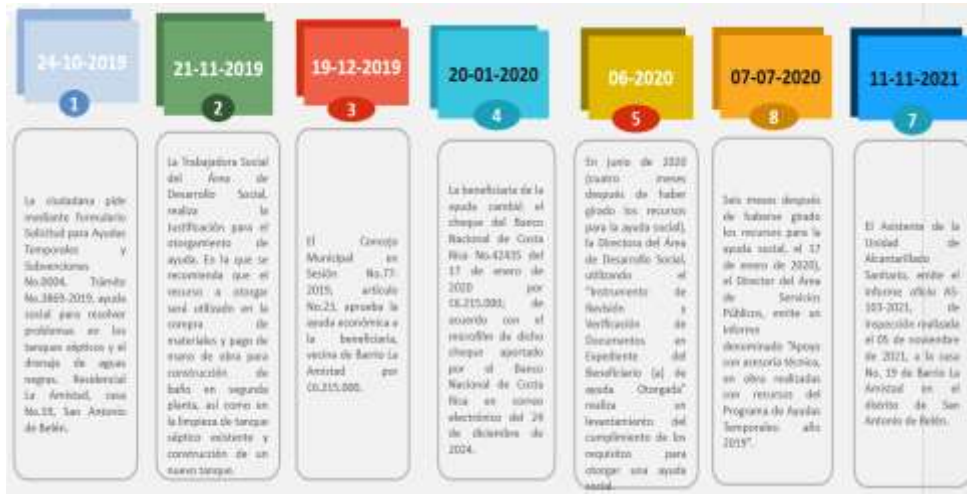 24-10-2019
1
La ciudadana pide
mediante formulario
Solicitud para Ayudas
Temporales y
Subvenciones
No.0004, Trámite
No.3869-2019, ayuda
social para resolver
problemas en los
tanques sépticos y el
drenaje de aguas
negras. Residencial
La Amistad, casa
No.19, San Antonio
de Belén.
21-11-2019
2
La Trabajadora Social
del Área de
Desarrollo Social,
realiza la
Justificación para el
otorgamiento de
ayuda. En la que se
recomienda que el
recurso a otorgar
será utilizado en la
compra de
materiales y pago de
mano de obra para
construcción de
baño en segunda
planta, así como en
la limpieza de tanque
séptico existente y
construcción de un
nuevo tanque.
19-12-2019
3
El Concejo
Municipal en
Sesión No.77-
2019, artículo
No.23, aprueba la
ayuda económica a
la beneficiaria,
vecina de Barrio La
Amistad por
₡6.215.000.
20-01-2020
4
La beneficiaria de la
ayuda cambió el
cheque del Banco
Nacional de Costa
Rica No.42435 del
17 de enero de
2020 por
₡6.215.000; de
acuerdo con el
microfilm de dicho
cheque aportado
por el Banco
Nacional de Costa
Rica en correo
electrónico del 24
de diciembre de
2024.
06-2020
5
En junio de 2020
(cuatro meses
después de haber
girado los recursos
para la ayuda social),
la Directora del Área
de Desarrollo Social,
utilizando el
"Instrumento de
Revisión y
Verificación de
Documentos en
Expediente del
Beneficiario (a) de
ayuda Otorgada"
realiza un
levantamiento del
cumplimiento de los
requisitos para
otorgar una ayuda
social.
07-07-2020
8
Seis meses después
de haberse girado
los recursos para la
ayuda social, el 17
de enero de 2020),
el Director del Área
de Servicios
Públicos, emite un
informe
denominado "Apoyo
con asesoría técnica,
en obra realizadas
con recursos del
Programa de Ayudas
Temporales año
2019".
11-11-2021
7
El Asistente de la
Unidad de
Alcantarillado
Sanitario, emite el
informe oficio AS-
103-2021, de
inspección realizada
el 05 de noviembre
de 2021, a la casa
No. 19 de Barrio La
Amistad en el
distrito de San
Antonio de Belén.